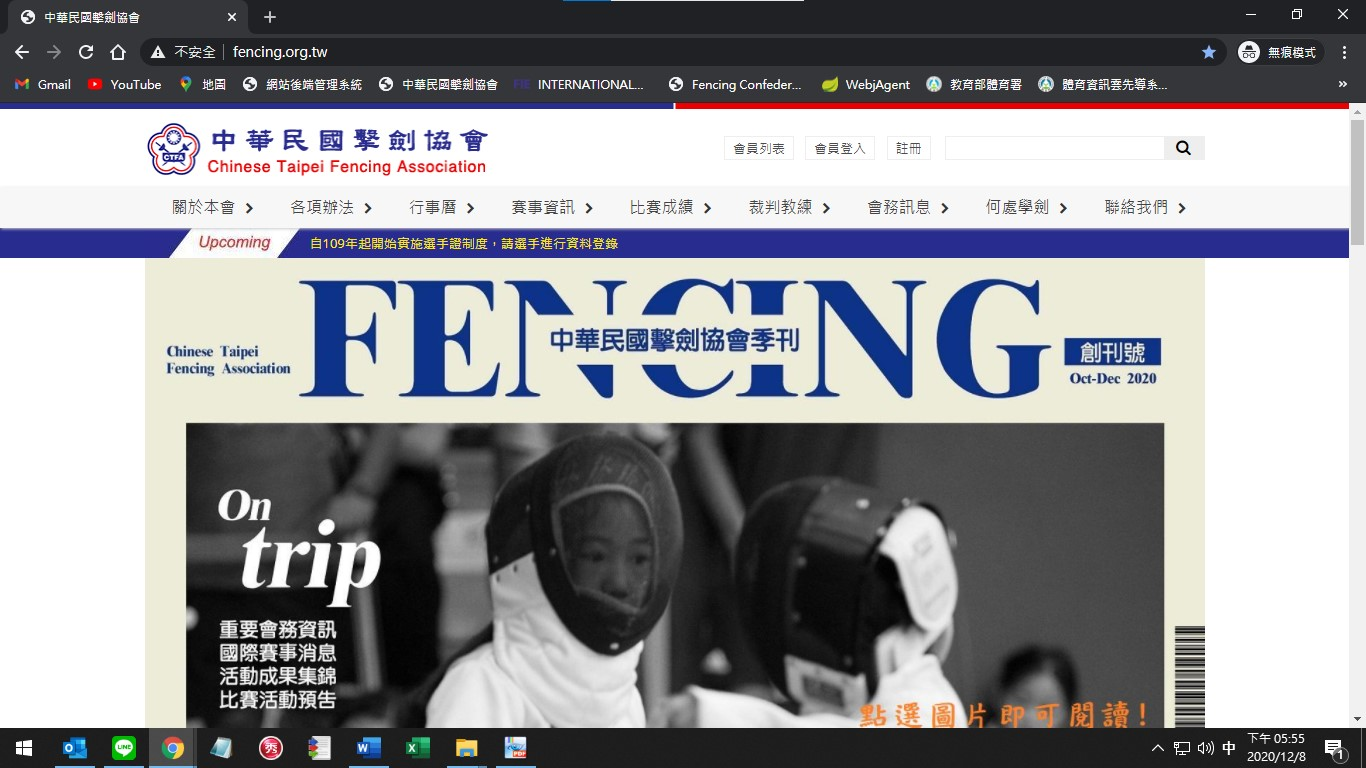 中華民國擊劍協會
不安全 fencing.org.tw 無痕模式
Gmail YouTube 地圖 網站後端管理系統 中華民國擊劍協會 FIE INTERNATIONAL... Fencing Confeder... WebjAgent 教育部體育署 體育資訊雲先導系...
CTFA 中華民國擊劍協會
Chinese Taipei Fencing Association
會員列表 會員登入 註冊
關於本會 各項辦法 行事曆 賽事資訊 比賽成績 裁判教練 會務訊息 何處學劍 聯絡我們
Upcoming 自109年起開始實施選手證制度，請選手進行資料登錄
FENCING
中華民國擊劍協會季刊
Chinese Taipei
Fencing Association
創刊號
Oct-Dec 2020
On
trip
重要會務資訊
國際賽事消息
活動成果集錦
比賽活動預告
點選圖片即可閱讀!
LINE 秀 PDF 中 下午 05:55
2020/12/8
1